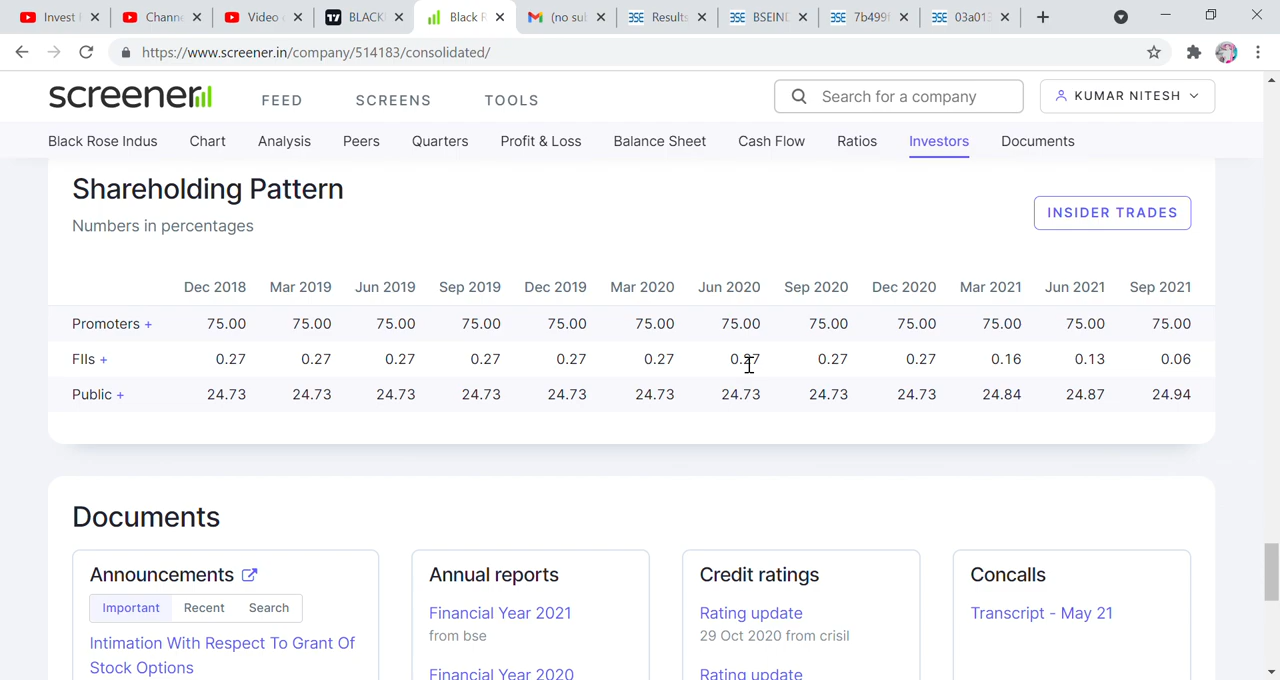 Invest
Chann
Video
BLACK
Black R
(no su
Results
BSEIND
7b499f
03a013
https://www.screener.in/company/514183/consolidated/
screener
FEED
SCREENS
TOOLS
Search for a company
KUMAR NITESH
Black Rose Indus
Chart
Analysis
Peers
Quarters
Profit & Loss
Balance Sheet
Cash Flow
Ratios
Investors
Documents
Shareholding Pattern
Numbers in percentages
INSIDER TRADES
Dec 2018 Mar 2019 Jun 2019 Sep 2019 Dec 2019 Mar 2020 Jun 2020 Sep 2020 Dec 2020 Mar 2021 Jun 2021 Sep 2021
Promoters + 75.00 75.00 75.00 75.00 75.00 75.00 75.00 75.00 75.00 75.00 75.00 75.00
FIIs + 0.27 0.27 0.27 0.27 0.27 0.27 0.27 0.27 0.27 0.16 0.13 0.06
Public + 24.73 24.73 24.73 24.73 24.73 24.73 24.73 24.73 24.73 24.84 24.87 24.94
Documents
Announcements
Important
Recent
Search
Intimation With Respect To Grant Of
Stock Options
Annual reports
Financial Year 2021
from bse
Financial Year 2020
Credit ratings
Rating update
29 Oct 2020 from crisil
Rating update
Concalls
Transcript - May 21